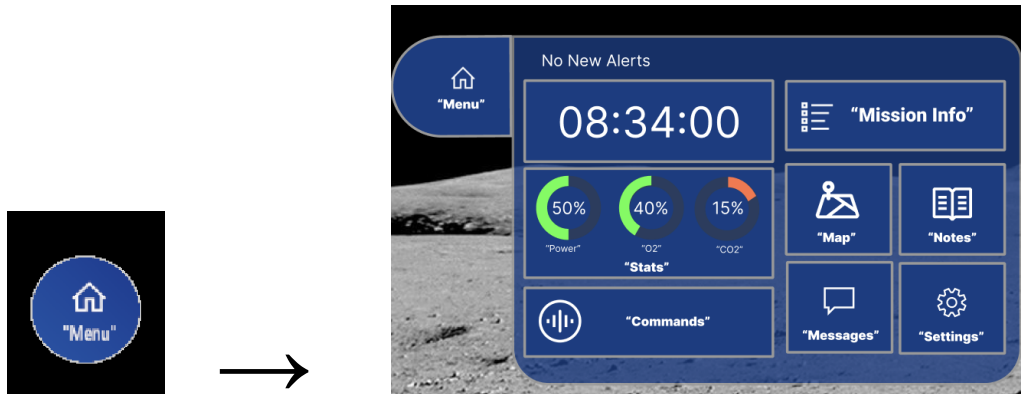 "Menu"
"Menu"
No New Alerts
08:34:00
"Mission Info"
50%
40%
15%
"Power"
"O2"
"CO2"
"Stats"
"Map"
"Notes"
"Commands"
"Messages"
"Settings"